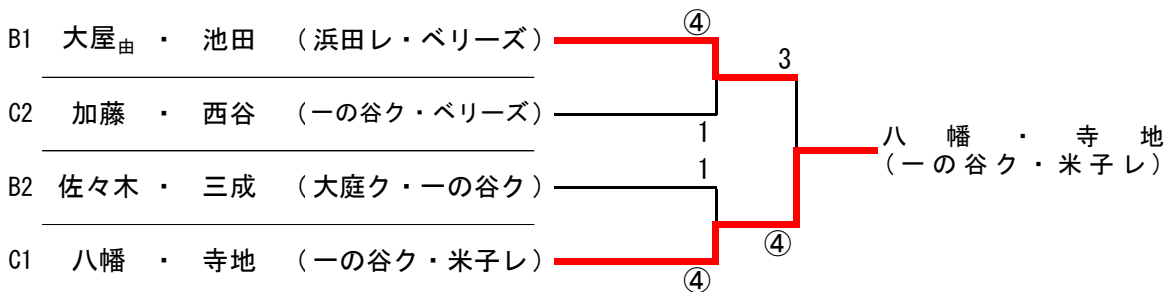 ④
B1 大屋由 ・ 池田 （浜田レ・ベリーズ）
3
C2 加藤 ・ 西谷 （一の谷ク・ベリーズ）
1
八幡・寺地
（一の谷ク・米子レ）
1
B2 佐々木 ・ 三成 （大庭ク・一の谷ク）
④
C1 八幡 ・ 寺地 （一の谷ク・米子レ）
④